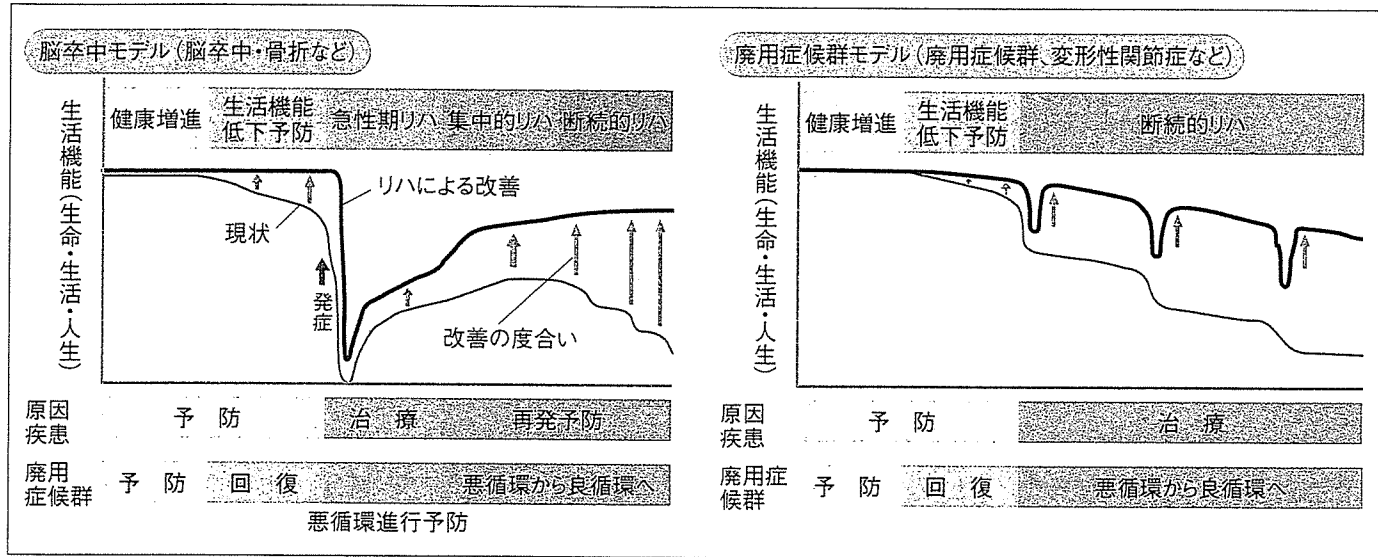 脳卒中モデル(脳卒中・骨折など)
生活機能(生命・生活・人生)
健康増進
生活機能
低下予防
急性期リハ
集中的リハ
断続的リハ
リハによる改善
現状
発症
改善の度合い
原因
疾患
予 防
治 療
再発予防
廃用
症候群
予 防
回 復
悪循環から良循環へ
悪循環進行予防
廃用症候群モデル(廃用症候群、変形性関節症など)
生活機能(生命・生活・人生)
健康増進
生活機能
低下予防
断続的リハ
原因
疾患
予 防
治 療
廃用症
候群
予 防
回 復
悪循環から良循環へ